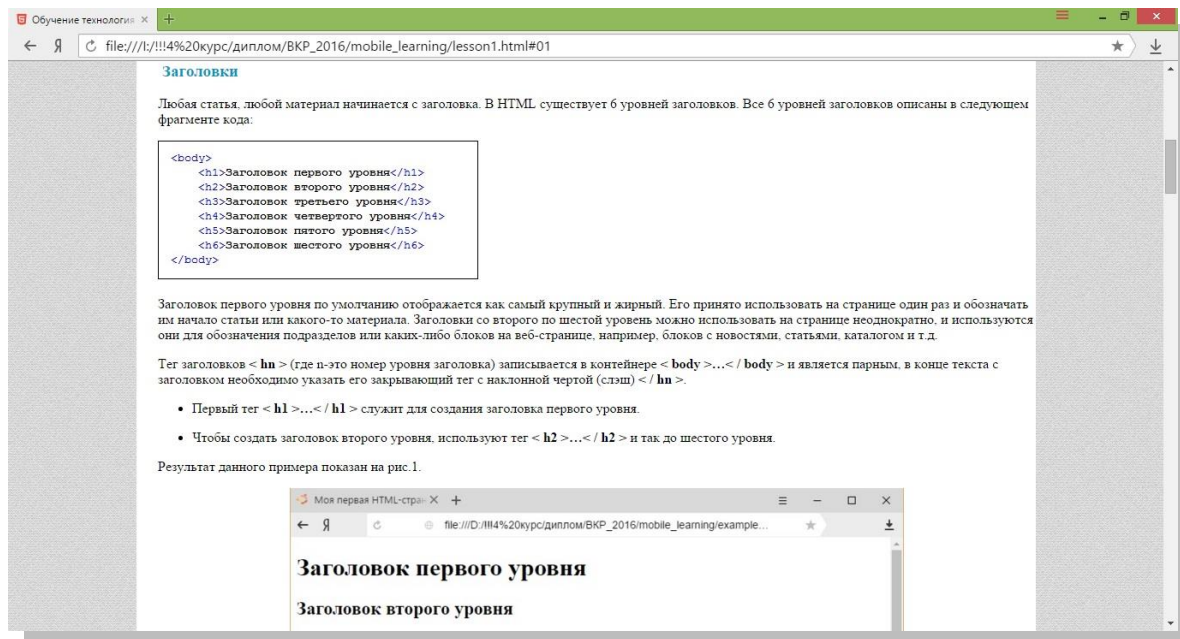 Обучение технология
file:///I:/!!!4%20курс/диплом/ВКР_2016/mobile_learning/lesson1.html#01
Заголовки
Любая статья, любой материал начинается с заголовка. В HTML существует 6 уровней заголовков. Все 6 уровней заголовков описаны в следующем
фрагменте кода:
<body>
<h1>Заголовок первого уровня</h1>
<h2>Заголовок второго уровня</h2>
<h3>Заголовок третьего уровня</h3>
<h4>Заголовок четвертого уровня</h4>
<h5>Заголовок пятого уровня</h5>
<h6>Заголовок шестого уровня</h6>
</body>
Заголовок первого уровня по умолчанию отображается как самый крупный и жирный. Его принято использовать на странице один раз и обозначать
им начало статьи или какого-то материала. Заголовки со второго по шестой уровень можно использовать на странице неоднократно, и используются
они для обозначения подразделов или каких-либо блоков на веб-странице, например, блоков с новостями, статьями, каталогом и т.д.
Тег заголовков < hn > (где n-это номер уровня заголовка) записывается в контейнере < body >…< / body > и является парным, в конце текста с
заголовком необходимо указать его закрывающий тег с наклонной чертой (слэш) < / hn >.
• Первый тег < h1 >…< / h1 > служит для создания заголовка первого уровня.
• Чтобы создать заголовок второго уровня, используют тег < h2 >…< / h2 > и так до шестого уровня.
Результат данного примера показан на рис.1.
Моя первая HTML-стран
file:///D:/!!!4%20курс/диплом/ВКР_2016/mobile_learning/example...
Заголовок первого уровня
Заголовок второго уровня